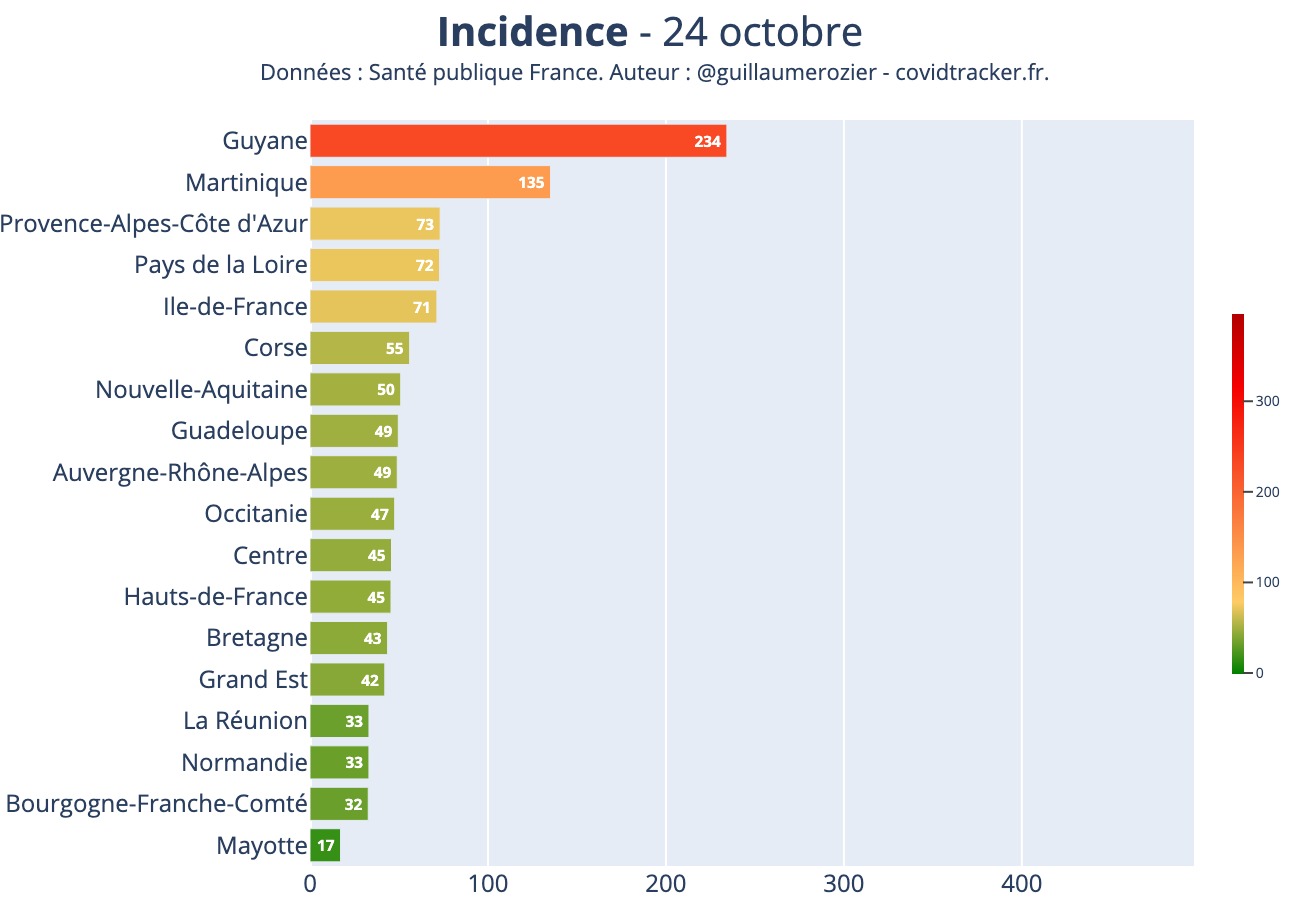 Incidence - 24 octobre
Données : Santé publique France. Auteur : @guillaumerozier - covidtracker.fr.
Guyane 234
Martinique 135
Provence-Alpes-Côte d'Azur 73
Pays de la Loire 72
Ile-de-France 71
Corse 55
Nouvelle-Aquitaine 50
Guadeloupe 49
Auvergne-Rhône-Alpes 49
Occitanie 47
Centre 45
Hauts-de-France 45
Bretagne 43
Grand Est 42
La Réunion 33
Normandie 33
Bourgogne-Franche-Comté 32
Mayotte 17
0 100 200 300 400
300
200
100
0